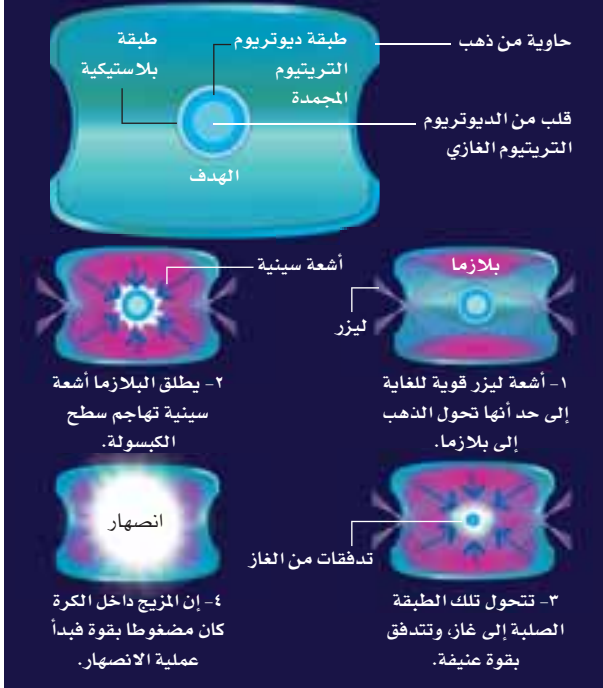 حاوية من ذهب
طبقة ديوتريوم
التريتيوم
المجمدة
طبقة
بلاستيكية
قلب من الديوتريوم
التريتيوم الغازي
الهدف
بلازما
ليزر
١- أشعة ليزر قوية للغاية
إلى حد أنها تحول الذهب
إلى بلازما.
أشعة سينية
٢- يطلق البلازما أشعة
سينية تهاجم سطح
الكبسولة.
تدفقات من الغاز
٣- تتحول تلك الطبقة
الصلبة إلى غاز، وتتدفق
بقوة عنيفة.
انصهار
٤- إن المزيج داخل الكرة
كان مضغوطا بقوة فبدأ
عملية الانصهار.